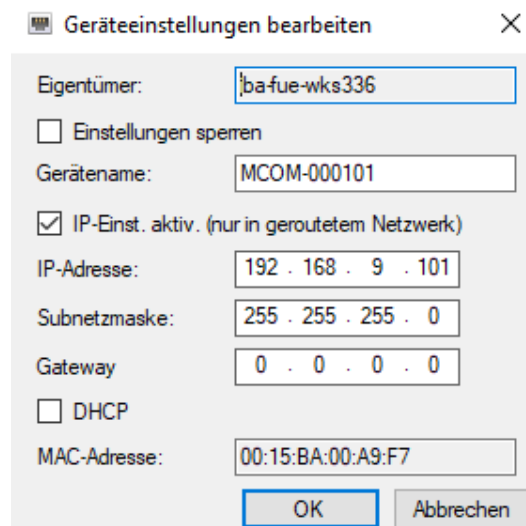 Geräteeinstellungen bearbeiten
Eigentümer: ba-fue-wks336
Einstellungen sperren
Gerätename: MCOM-000101
IP-Einst. aktiv. (nur in geroutetem Netzwerk)
IP-Adresse: 192 . 168 . 9 . 101
Subnetzmaske: 255 . 255 . 255 . 0
Gateway 0 . 0 . 0 . 0
DHCP
MAC-Adresse: 00:15:BA:00:A9:F7
OK Abbrechen